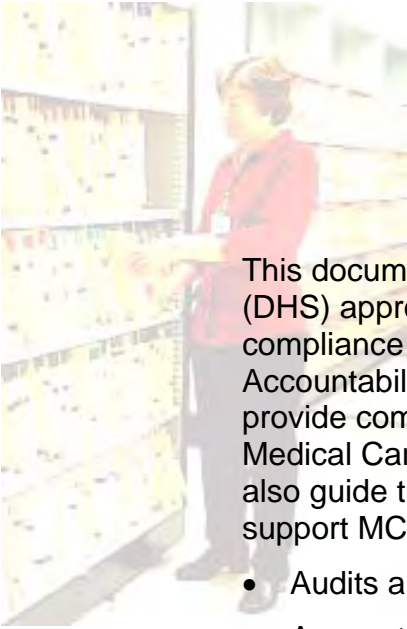 This docum
(DHS) appro
compliance
Accountabil
provide com
Medical Car
also guide t
support MC
• Audits a